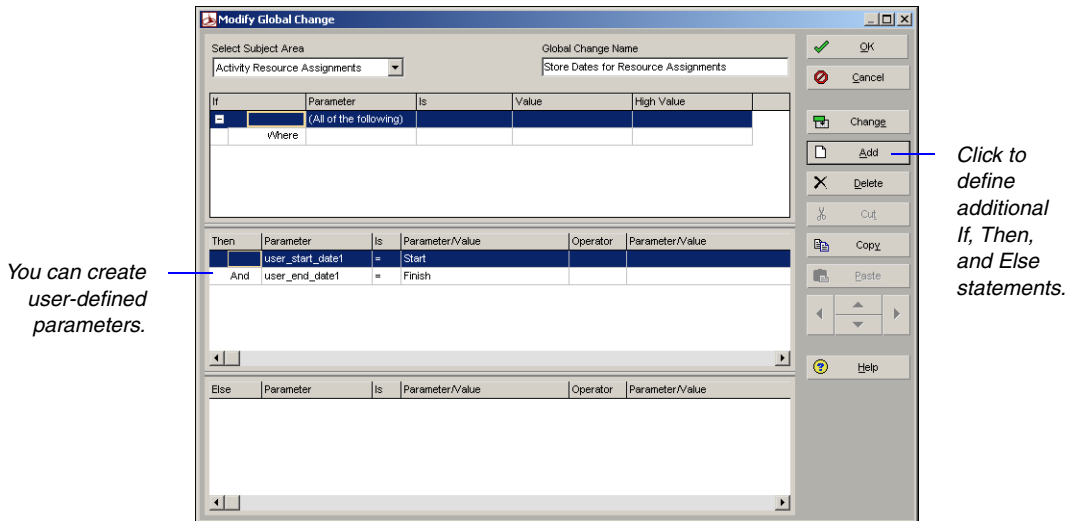 Modify Global Change
Select Subject Area
Global Change Name
Activity Resource Assignments
Store Dates for Resource Assignments
If Parameter Is Value High Value
(All of the following)
Where
Then Parameter Is Parameter/Value Operator Parameter/Value
user_start_date1 = Start
And user_end_date1 = Finish
Else Parameter Is Parameter/Value Operator Parameter/Value
OK
Cancel
Change
Add
Delete
Cut
Copy
Paste
Help
You can create
user-defined
parameters.
Click to
define
additional
If, Then,
and Else
statements.